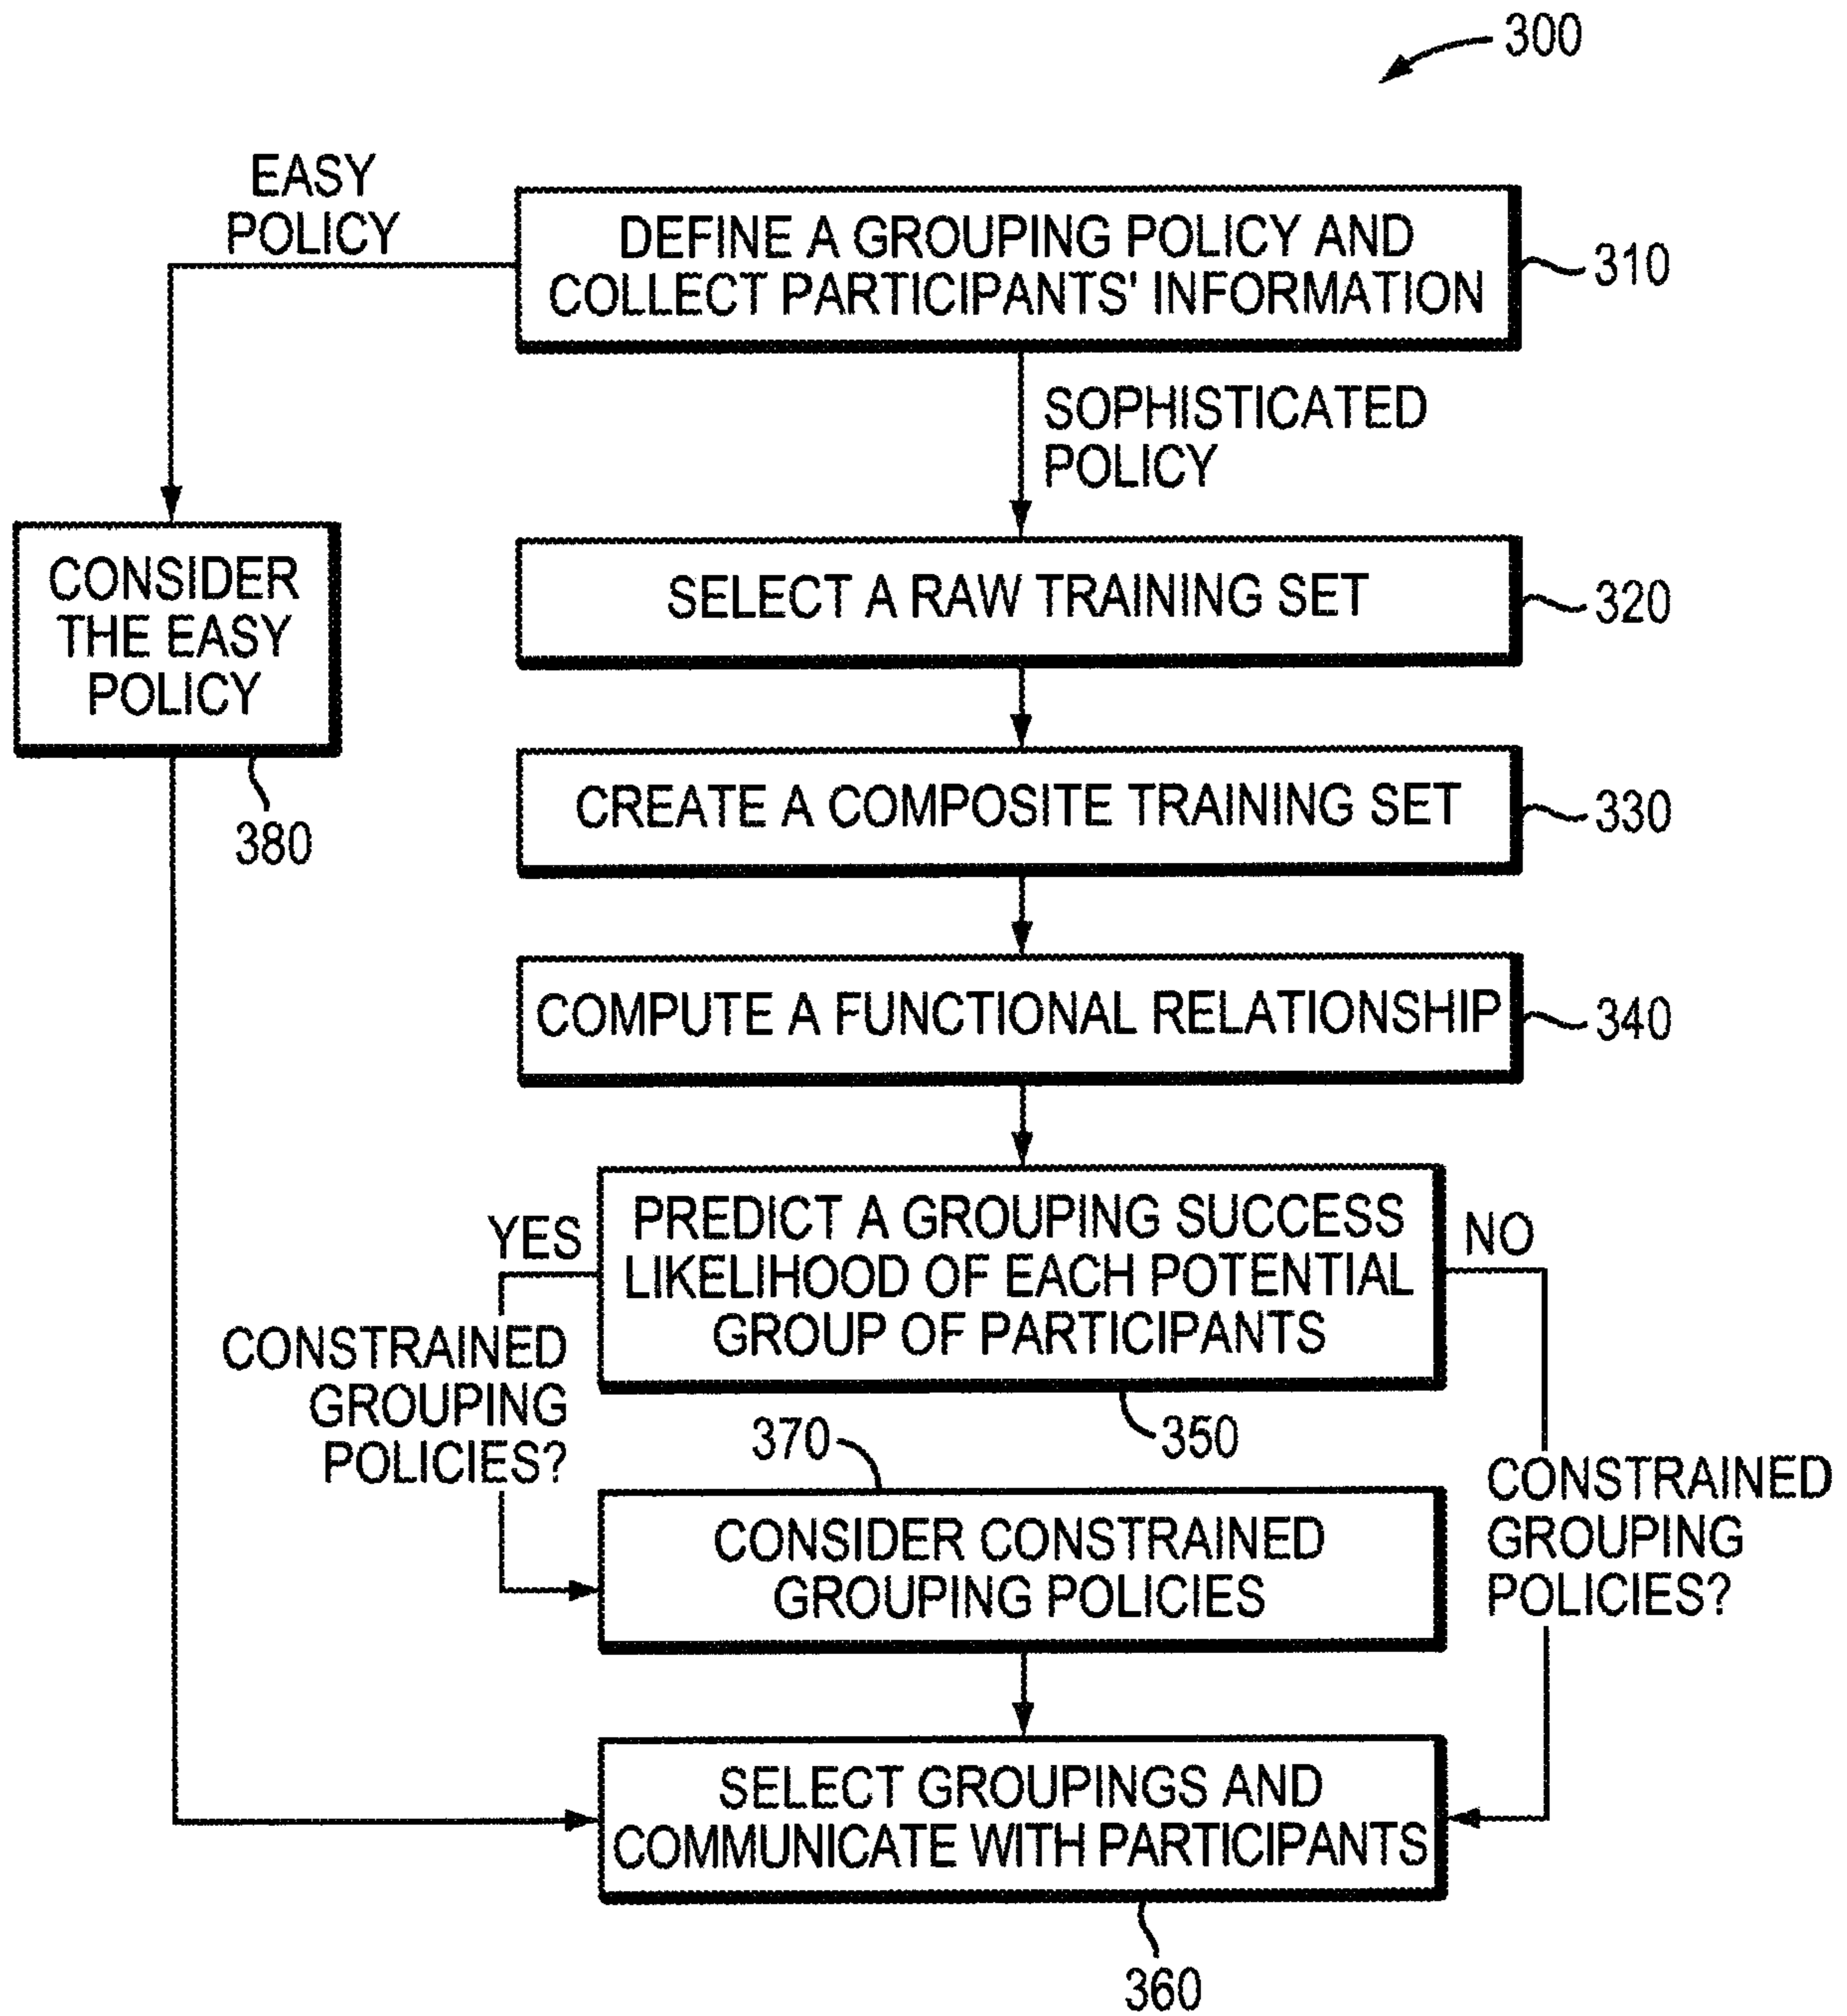 300
EASY
POLICY
DEFINE A GROUPING POLICY AND
COLLECT PARTICIPANTS' INFORMATION
310
SOPHISTICATED
POLICY
CONSIDER
THE EASY
POLICY
380
SELECT A RAW TRAINING SET
320
CREATE A COMPOSITE TRAINING SET
330
COMPUTE A FUNCTIONAL RELATIONSHIP
340
PREDICT A GROUPING SUCCESS
LIKELIHOOD OF EACH POTENTIAL
GROUP OF PARTICIPANTS
350
YES
CONSTRAINED
GROUPING
POLICIES?
NO
CONSTRAINED
GROUPING
POLICIES?
370
CONSIDER CONSTRAINED
GROUPING POLICIES
SELECT GROUPINGS AND
COMMUNICATE WITH PARTICIPANTS
360